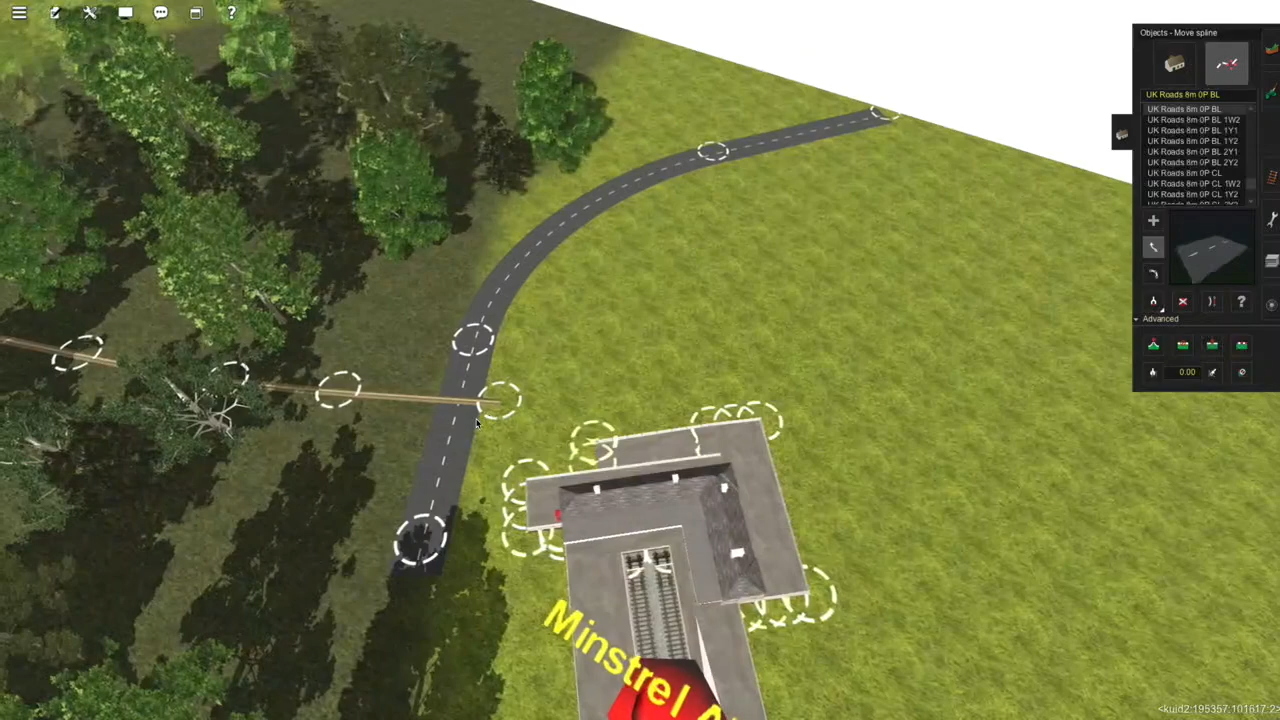 ?
Objects - Move spline
UK Roads 8m 0P BL
UK Roads 8m 0P BL
UK Roads 8m 0P BL 1W2
UK Roads 8m 0P BL 1Y1
UK Roads 8m 0P BL 1Y2
UK Roads 8m 0P BL 2Y1
UK Roads 8m 0P BL 2Y2
UK Roads 8m 0P CL
UK Roads 8m 0P CL 1W2
UK Roads 8m 0P CL 1Y2
?
Advanced
0.00
Minstrel
<kuid2:195357:101617:2>